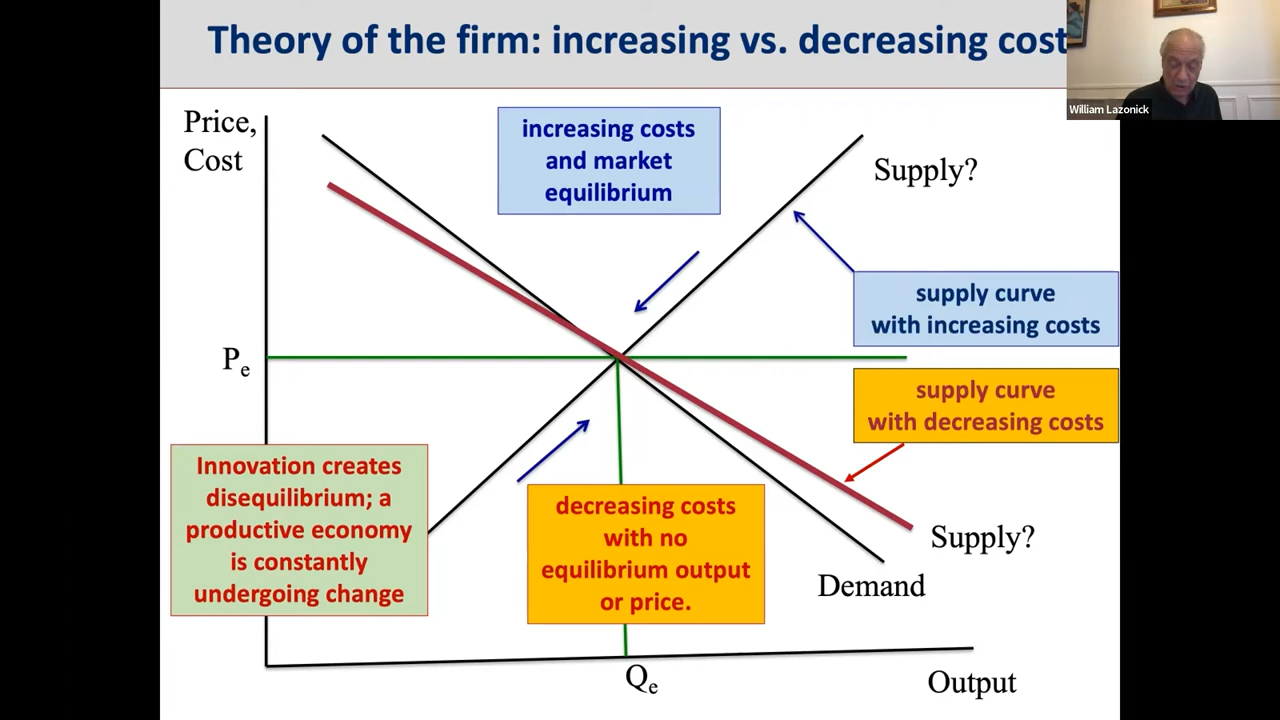 Theory of the firm: increasing vs. decreasing cost
William Lazonick
Price,
Cost
increasing costs
and market
equilibrium
Supply?
supply curve
with increasing costs
Pe
supply curve
with decreasing costs
Innovation creates
disequilibrium; a
productive economy
is constantly
undergoing change
decreasing costs
with no
equilibrium output
or price.
Supply?
Demand
Qe
Output